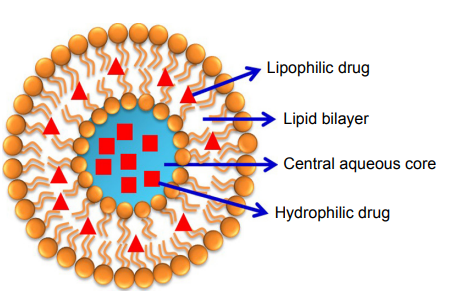 Lipophilic drug
Lipid bilayer
Central aqueous core
Hydrophilic drug